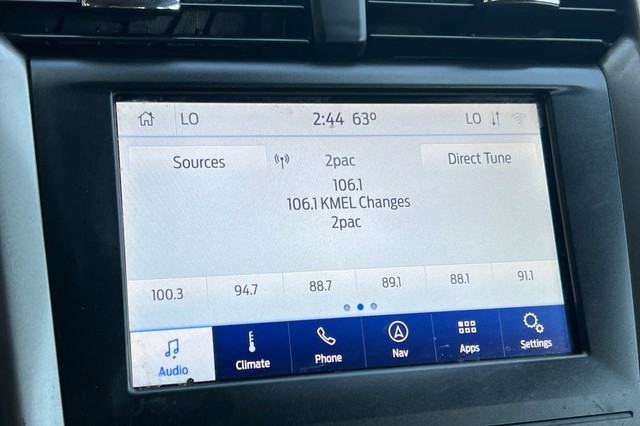 LO 2:44 63° LO
Sources 2pac Direct Tune
106.1
106.1 KMEL Changes
2pac
100.3 94.7 88.7 89.1 88.1 91.1
Audio Climate Phone Nav Apps Settings